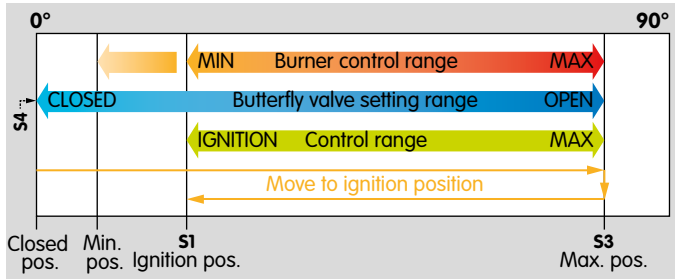 0° 90°
MIN Burner control range MAX
CLOSED Butterfly valve setting range OPEN
S4
IGNITION Control range MAX
Move to ignition position
Closed pos.
Min. pos.
S1
Ignition pos.
S3
Max. pos.